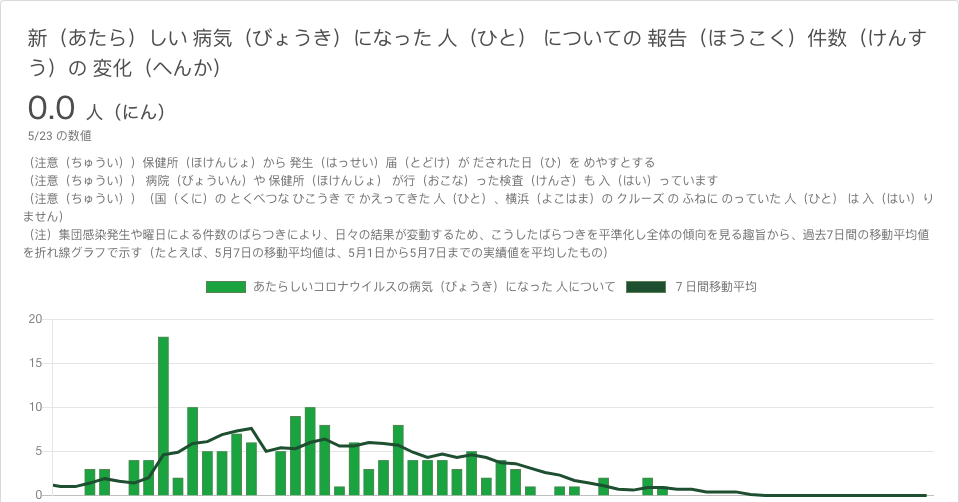 新（あたら）しい 病気（びょうき）になった 人（ひと） についての 報告（ほうこく）件数（けんす
う）の 変化（へんか）
0.0 人（にん）
5/23 の数値
（注意（ちゅうい））保健所（ほけんじょ）から 発生（はっせい）届（とどけ）が だされた日（ひ）を めやすとする
（注意（ちゅうい）） 病院（びょういん）や 保健所（ほけんじょ） が行（おこな）った検査（けんさ）も 入（はい）っています
（注意（ちゅうい））（国（くに）の とくべつな ひこうき で かえってきた 人（ひと）、横浜（よこはま）の クルーズ の ふねに のっていた 人（ひと） は 入（はい）り
ません）
（注）集団感染発生や曜日による件数のばらつきにより、日々の結果が変動するため、こうしたばらつきを平準化し全体の傾向を見る趣旨から、過去7日間の移動平均値
を折れ線グラフで示す（たとえば、5月7日の移動平均値は、5月1日から5月7日までの実績値を平均したもの）
あたらしいコロナウイルスの病気（びょうき）になった 人について ７日間移動平均
20
15
10
5
0